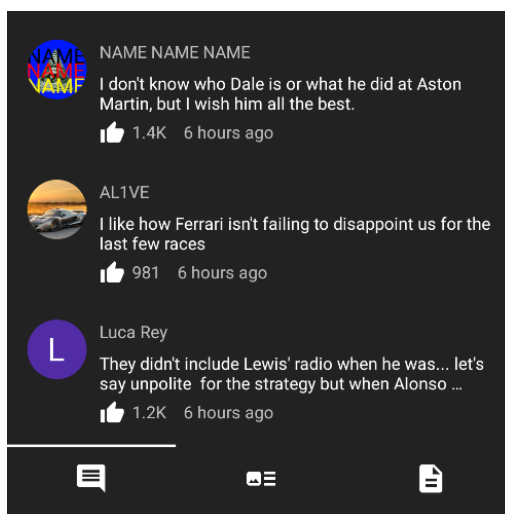 NAME
NAME
NAME
NAME NAME NAME
I don't know who Dale is or what he did at Aston
Martin, but I wish him all the best.
1.4K 6 hours ago
AL1VE
I like how Ferrari isn't failing to disappoint us for the
last few races
981 6 hours ago
L
Luca Rey
They didn't include Lewis' radio when he was... let's
say unpolite for the strategy but when Alonso ...
1.2K 6 hours ago